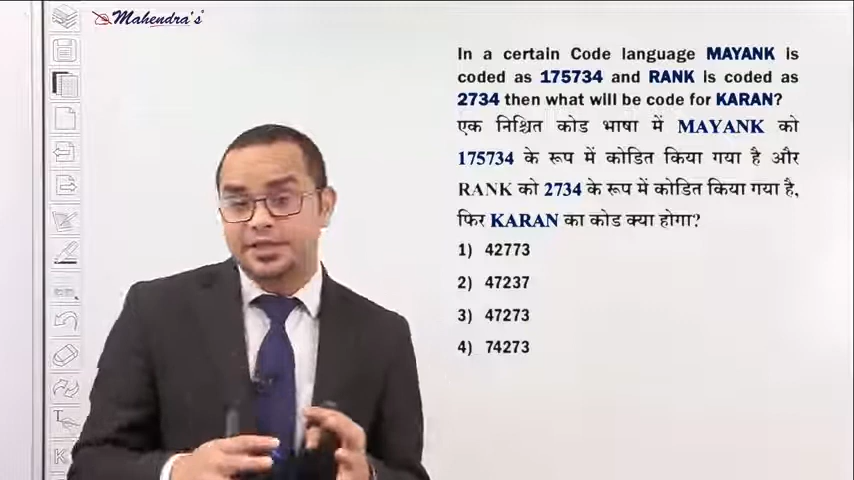 Mahendra's
In a certain Code language MAYANK is
coded as 175734 and RANK is coded as
2734 then what will be code for KARAN?
एक निश्चित कोड भाषा में MAYANK को
175734 के रूप में कोडित किया गया है और
RANK को 2734 के रूप में कोडित किया गया है,
फिर KARAN का कोड क्या होगा?
1) 42773
2) 47237
3) 47273
4) 74273